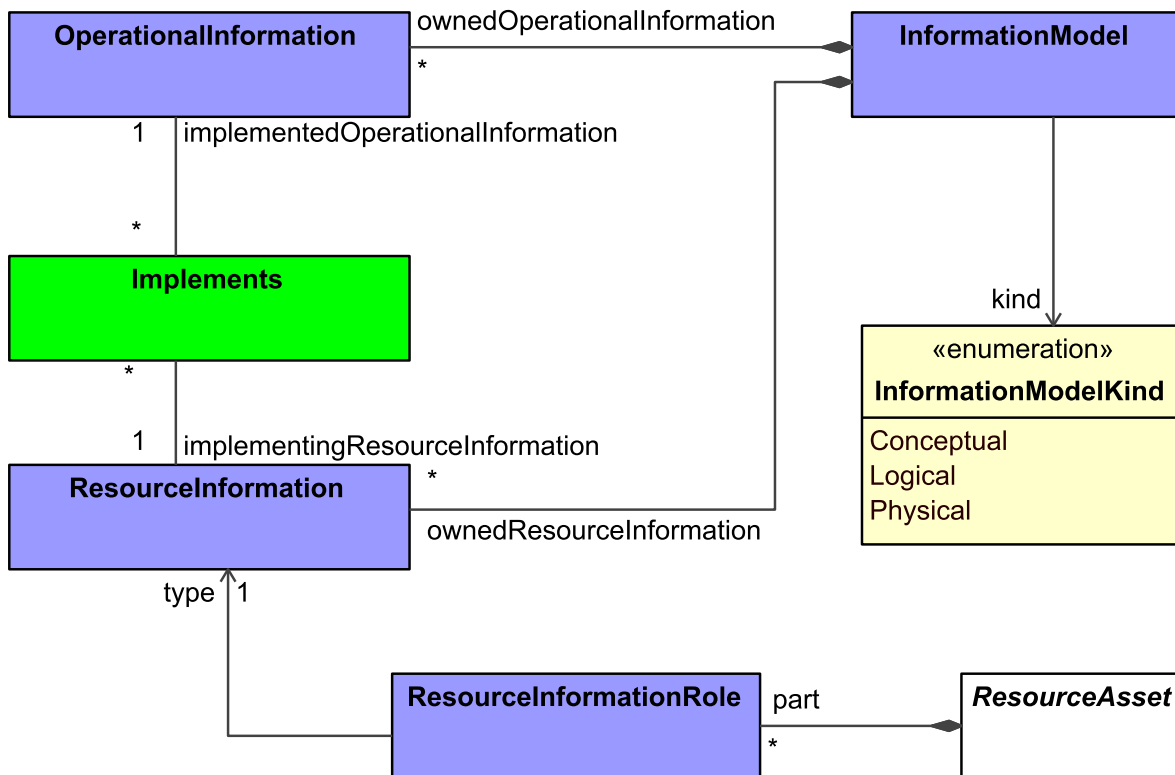 OperationalInformation
ownedOperationalInformation
*
InformationModel
1
implementedOperationalInformation
*
Implements
*
1
implementingResourceInformation
kind
«enumeration»
InformationModelKind
Conceptual
Logical
Physical
ResourceInformation
*
ownedResourceInformation
type
1
ResourceInformationRole
part
*
ResourceAsset